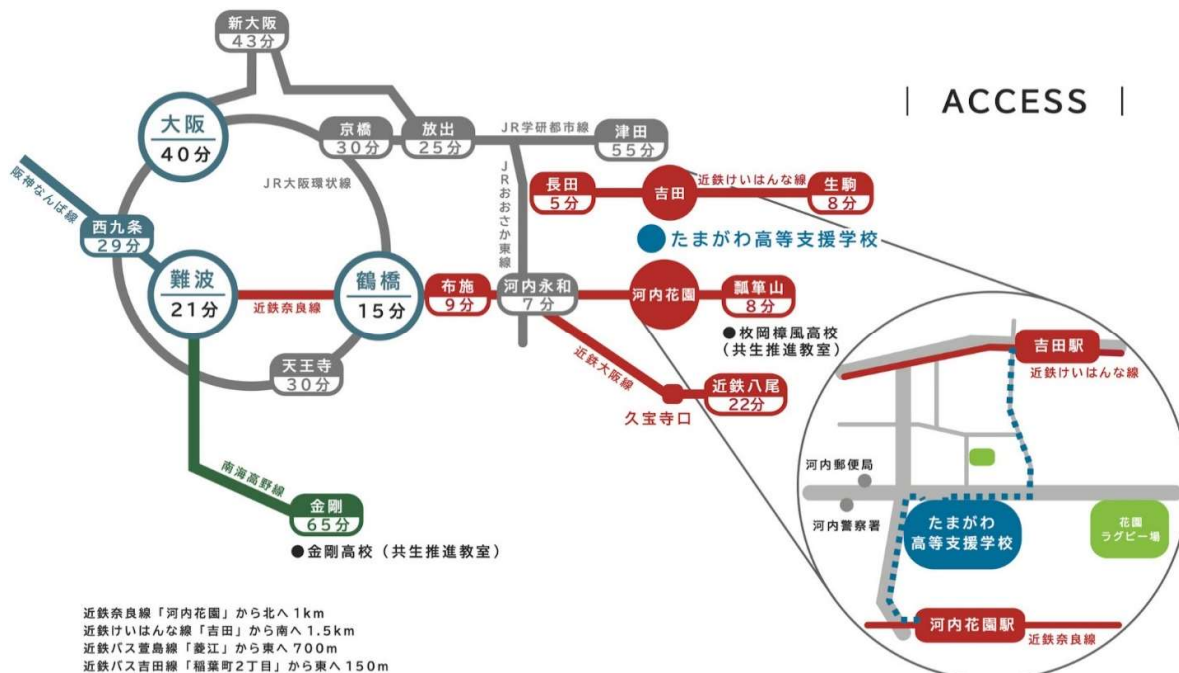 新大阪
43分
| ACCESS |
大阪
40分
京橋
30分
放出
25分
JR学研都市線
津田
55分
阪神なんば線
JR大阪環状線
JRおおさか東線
長田
5分
吉田
近鉄けいはんな線
生駒
8分
西九条
29分
たまがわ高等支援学校
難波
21分
近鉄奈良線
鶴橋
15分
布施
9分
河内永和
7分
河内花園
瓢箪山
8分
●枚岡樟風高校
(共生推進教室)
天王寺
30分
近鉄大阪線
近鉄八尾
22分
久宝寺口
南海高野線
金剛
65分
●金剛高校(共生推進教室)
吉田駅
近鉄けいはんな線
河内郵便局
河内警察署
たまがわ
高等支援学校
花園
ラグビー場
河内花園駅
近鉄奈良線
近鉄奈良線「河内花園」から北へ1km
近鉄けいはんな線「吉田」から南へ1.5km
近鉄バス萱島線「菱江」から東へ700m
近鉄バス吉田線「稲葉町2丁目」から東へ150m